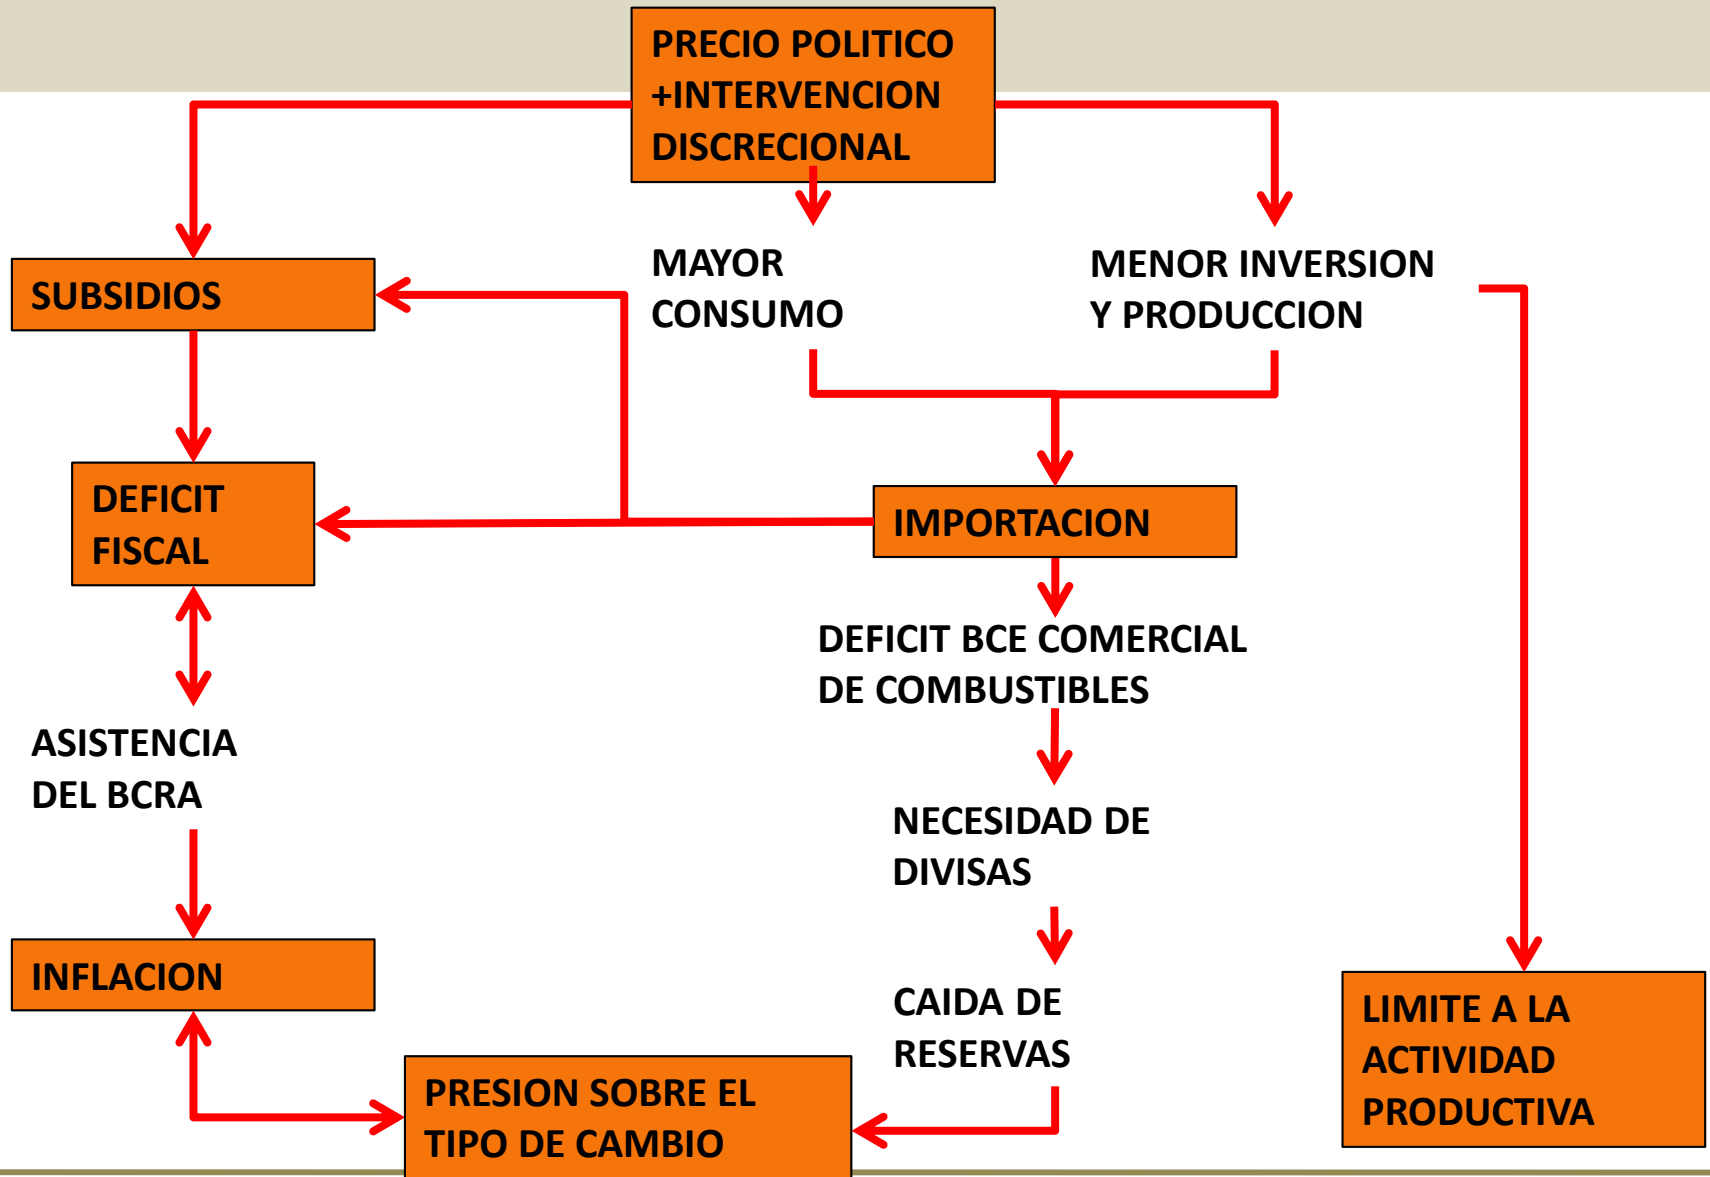 PRECIO POLITICO
+INTERVENCION
DISCRECIONAL
SUBSIDIOS
MAYOR
CONSUMO
MENOR INVERSION
Y PRODUCCION
DEFICIT
FISCAL
IMPORTACION
DEFICIT BCE COMERCIAL
DE COMBUSTIBLES
ASISTENCIA
DEL BCRA
NECESIDAD DE
DIVISAS
INFLACION
CAIDA DE
RESERVAS
PRESION SOBRE EL
TIPO DE CAMBIO
LIMITE A LA
ACTIVIDAD
PRODUCTIVA